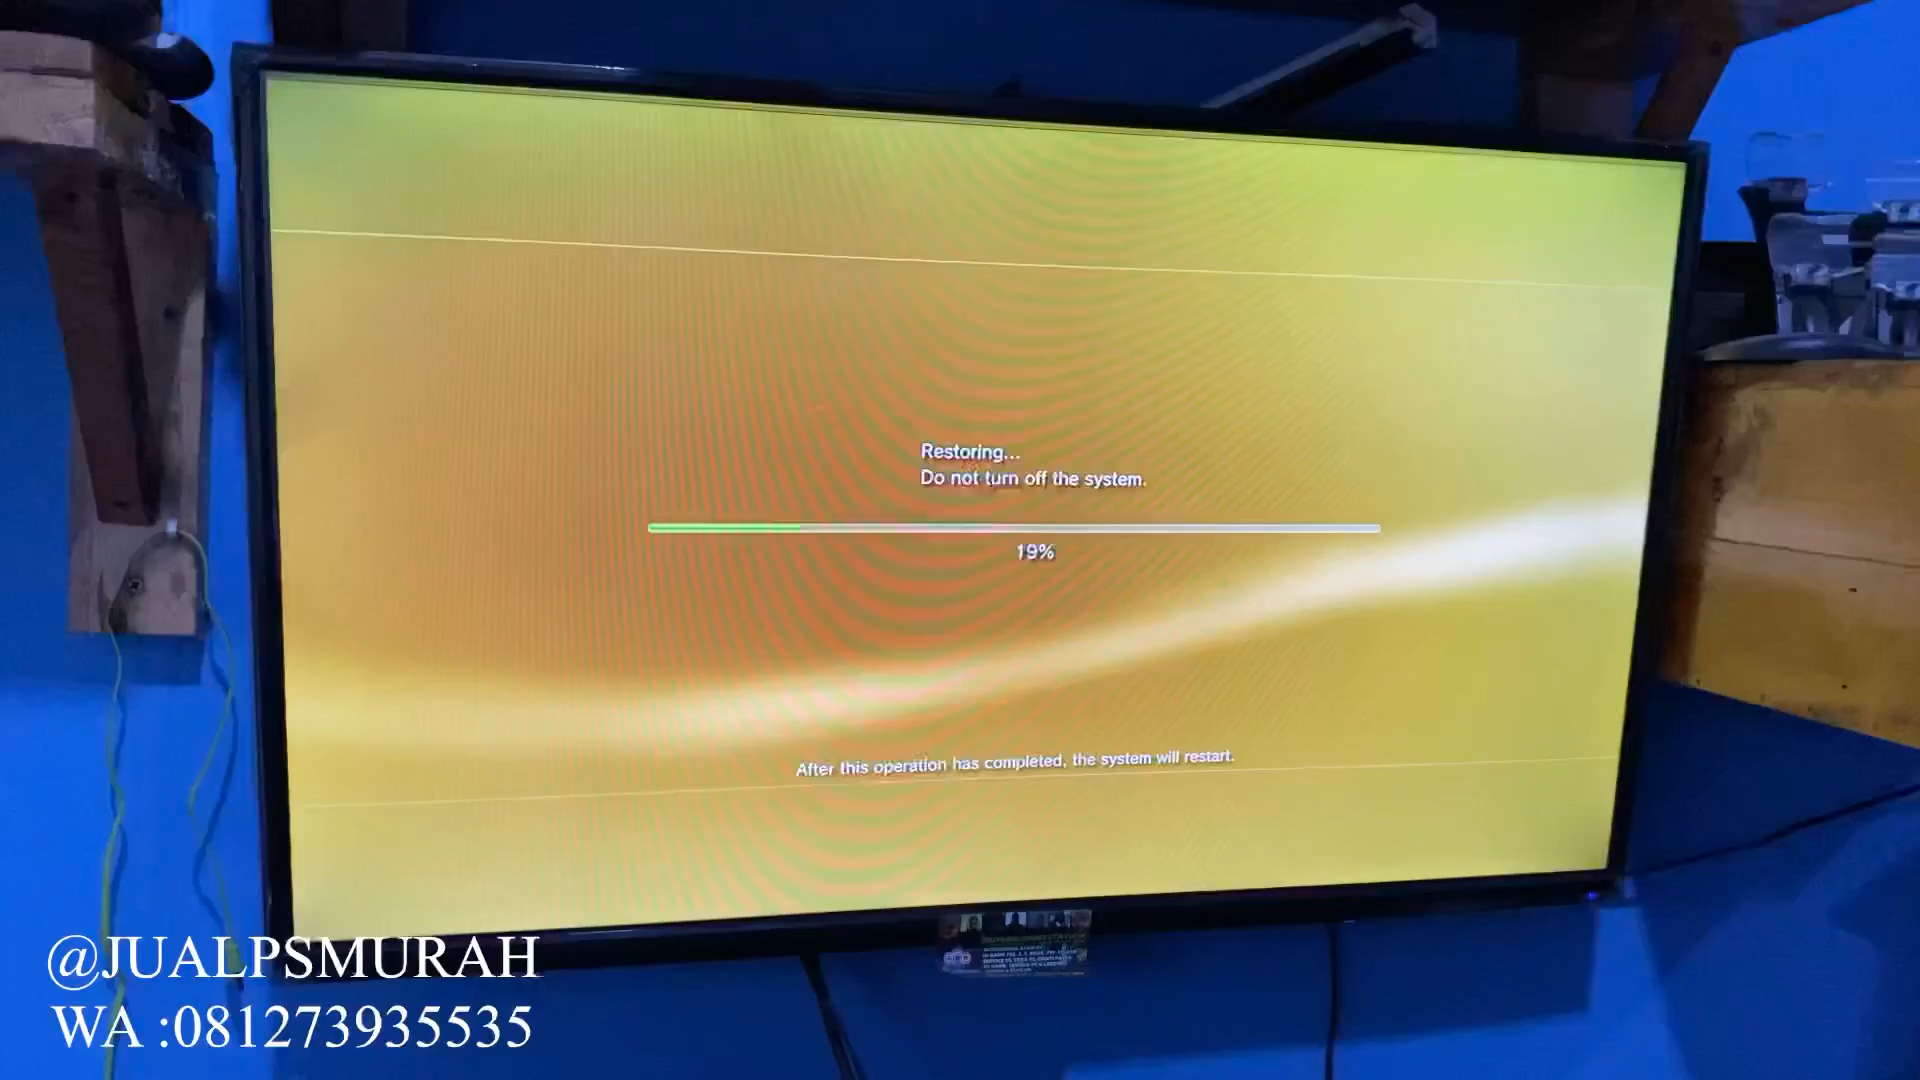 Restoring...
Do not turn off the system.
19%
After this operation has completed, the system will restart.
@JUALPSMURAH
WA :081273935535